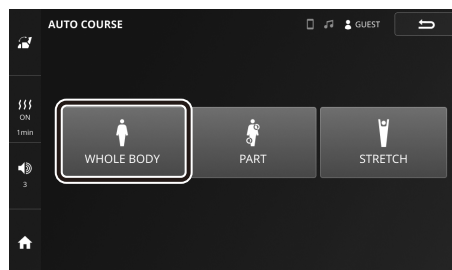 AUTO COURSE
GUEST
ON
1min
3
WHOLE BODY
PART
STRETCH